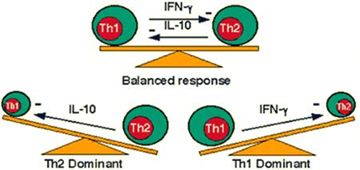 IFN-γ
Th1 - Th2
- IL-10
Balanced response
Th1 - IL-10 Th2
Th1 IFN-γ - Th2
Th2 Dominant
Th1 Dominant